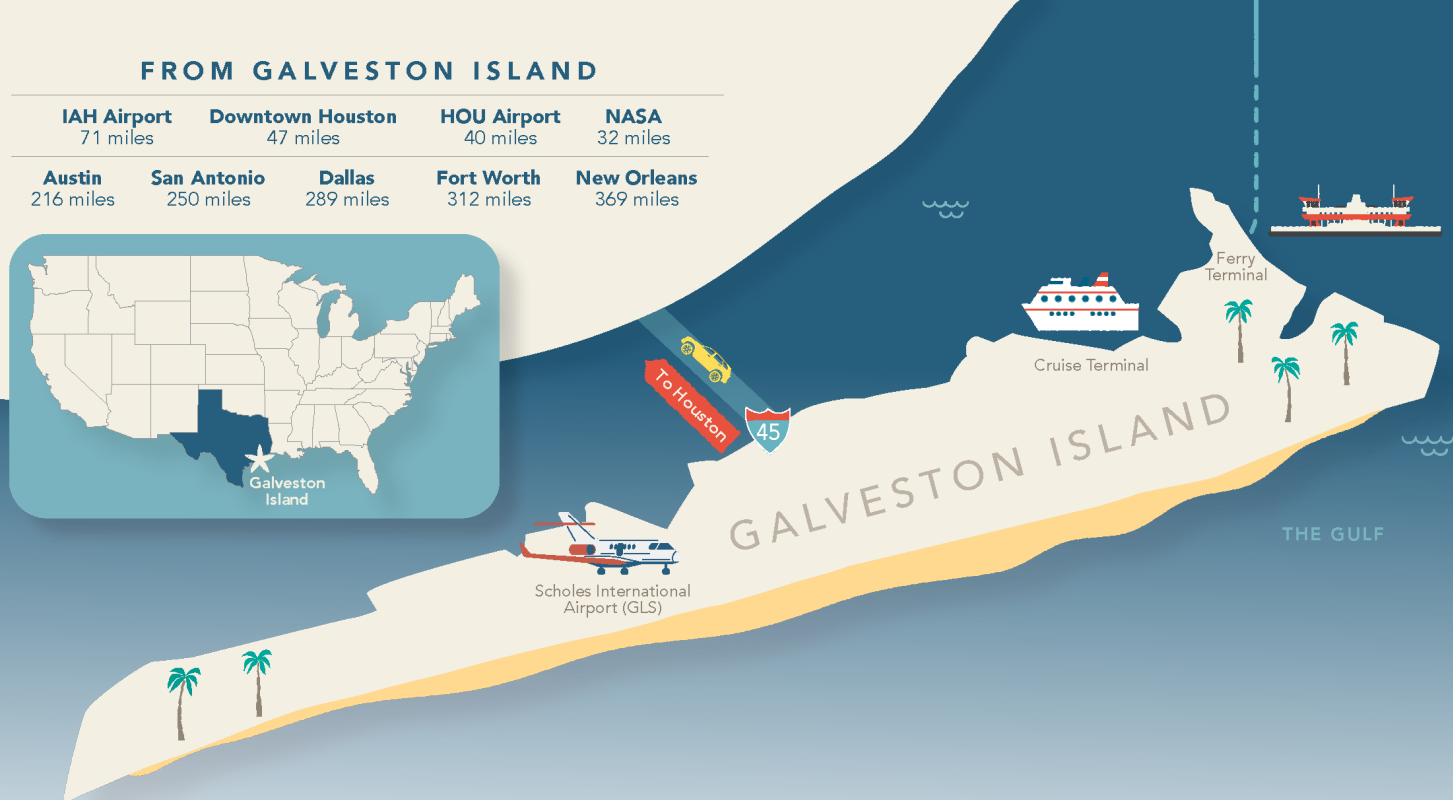 FROM GALVESTON ISLAND
IAH Airport Downtown Houston HOU Airport NASA
71 miles 47 miles 40 miles 32 miles
Austin San Antonio Dallas Fort Worth New Orleans
216 miles 250 miles 289 miles 312 miles 369 miles
Galveston
Island
To Houston
45
Ferry
Terminal
Cruise Terminal
GALVESTON ISLAND
THE GULF
Scholes International
Airport (GLS)